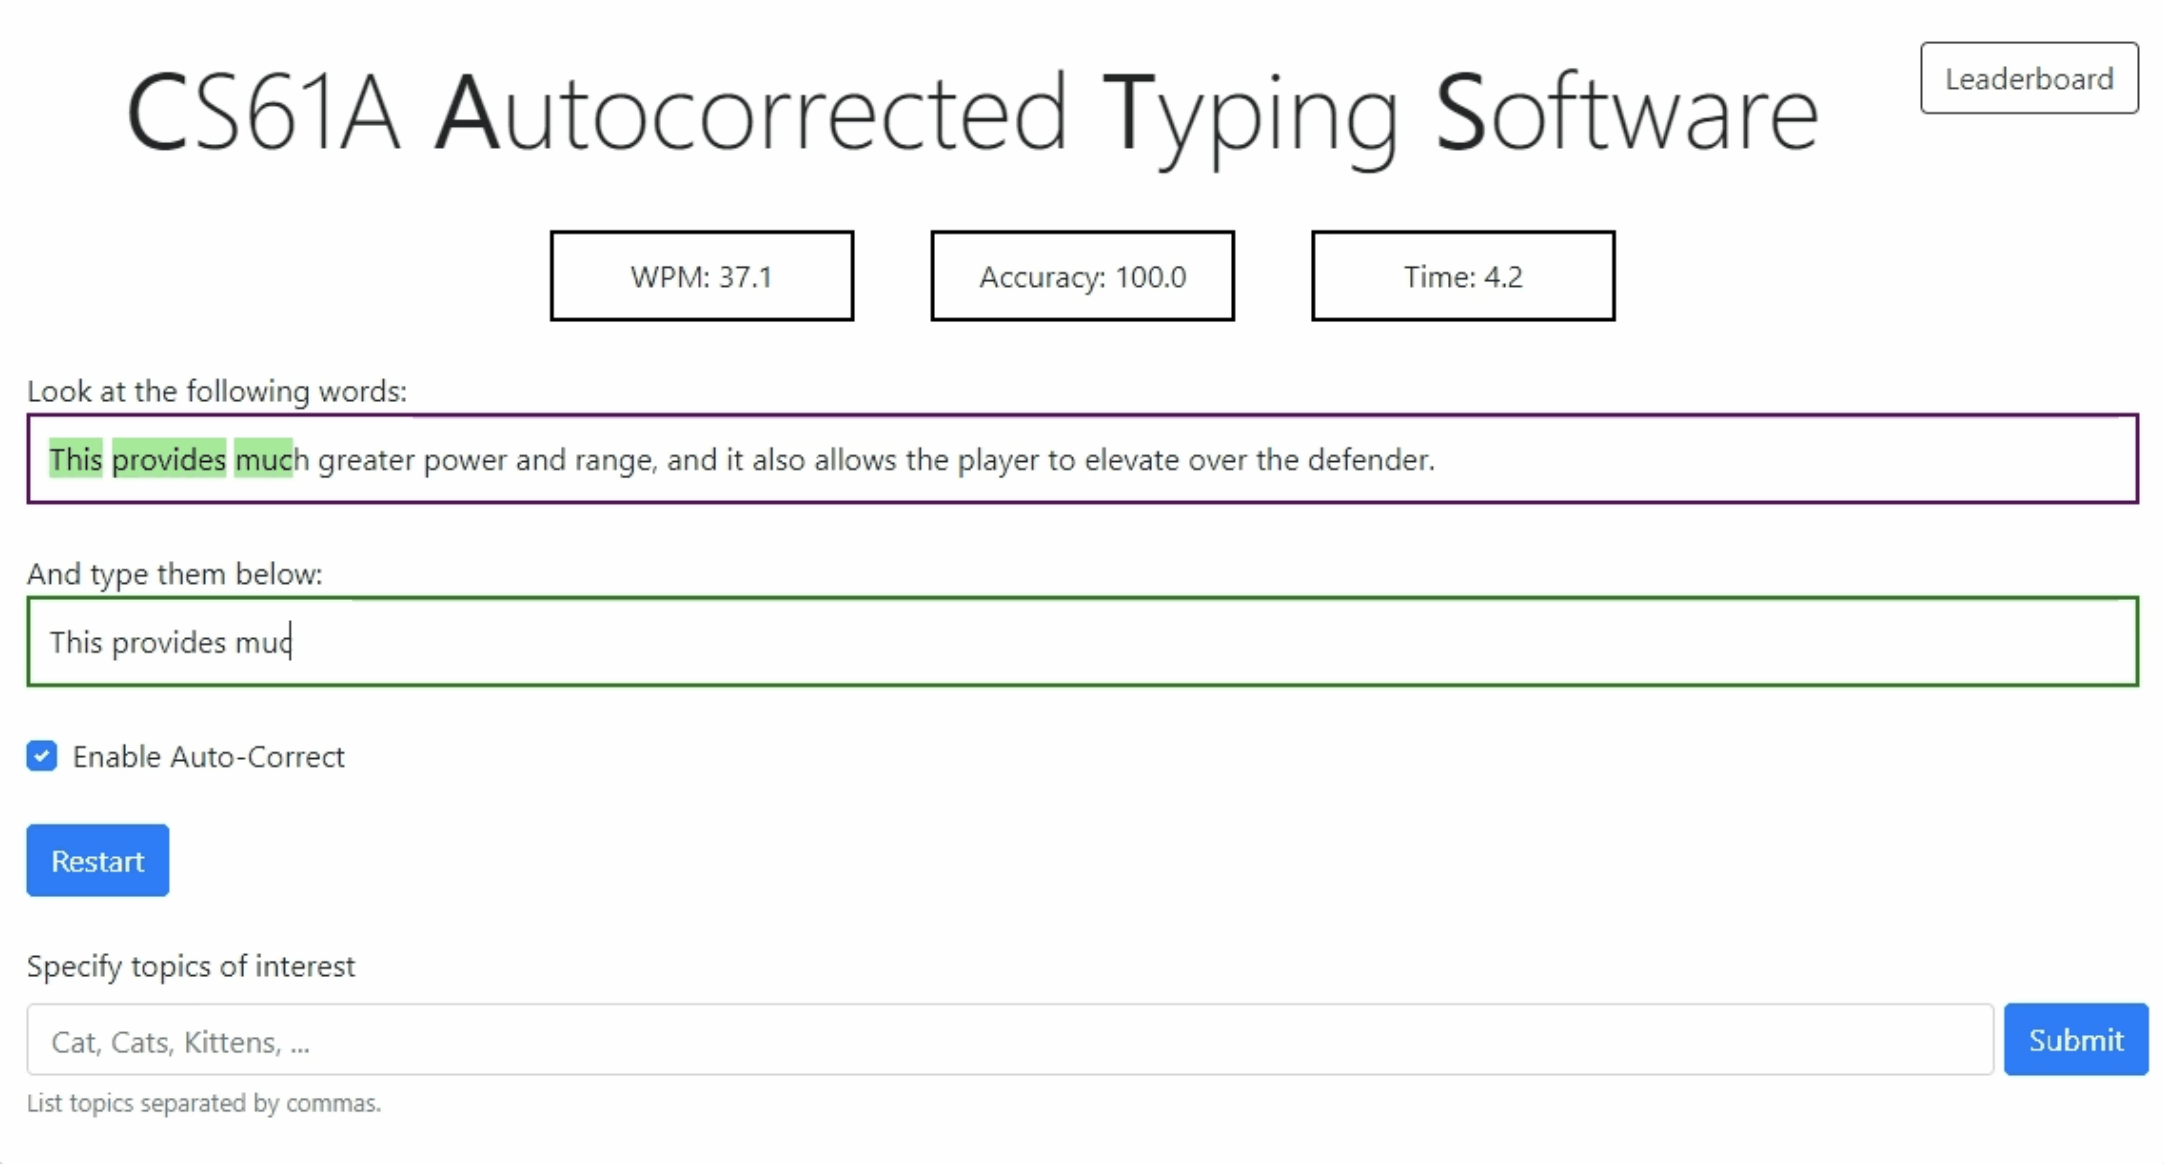 CS61A Autocorrected Typing Software
Leaderboard
WPM: 37.1
Accuracy: 100.0
Time: 4.2
Look at the following words:
This provides much greater power and range, and it also allows the player to elevate over the defender.
And type them below:
This provides muc
Enable Auto-Correct
Restart
Specify topics of interest
Cat, Cats, Kittens, ...
Submit
List topics separated by commas.